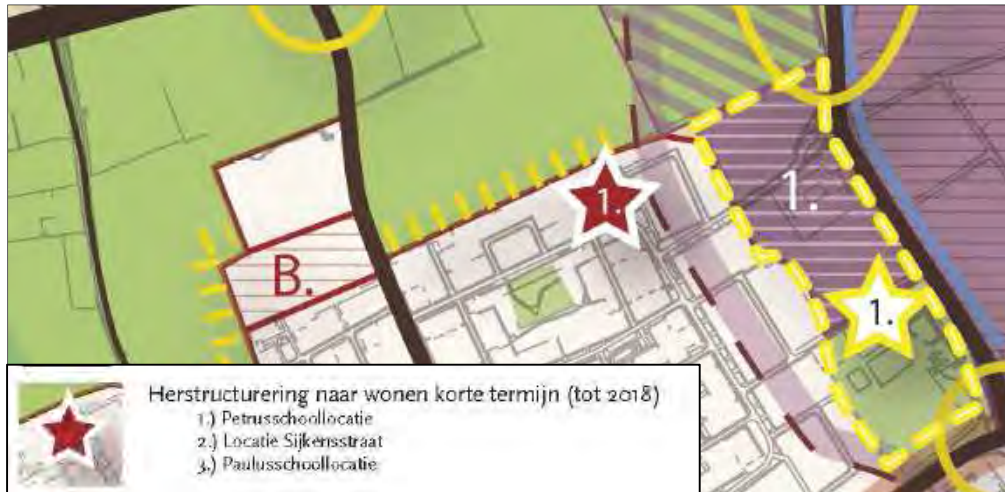 1.
1.
B.
1.
Herstructurering naar wonen korte termijn (tot 2018)
1.) Petrusschoollocatie
2.) Locatie Sijkensstraat
3.) Paulusschoollocatie